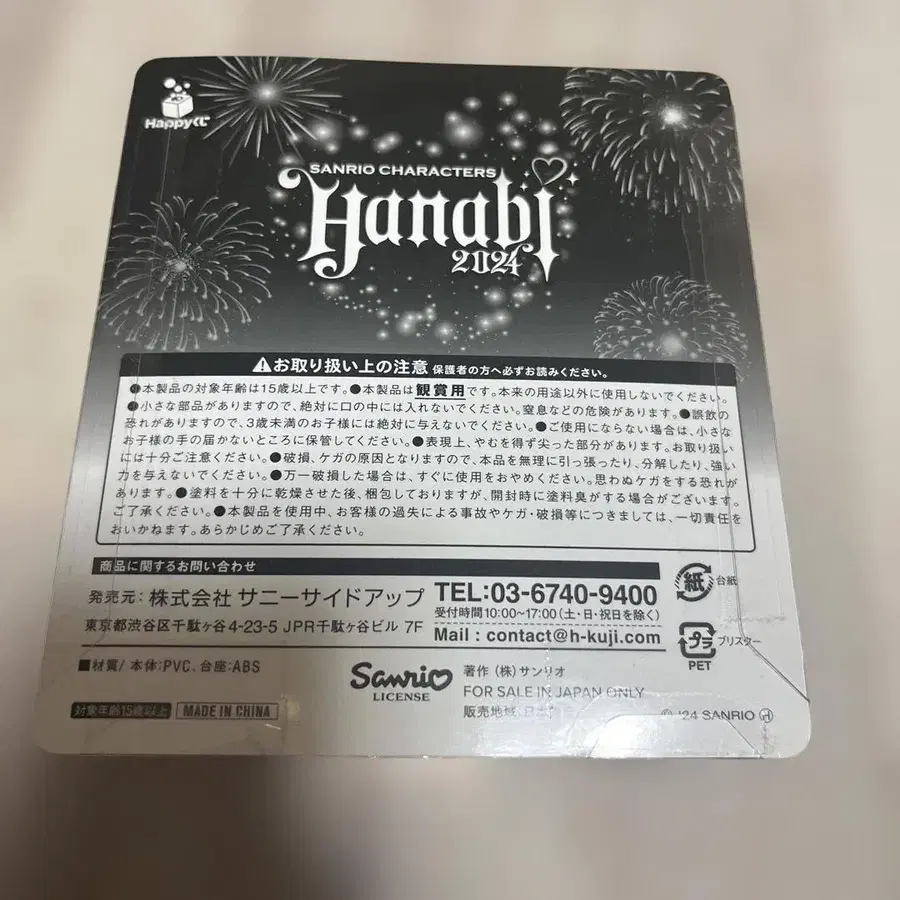 Happyくじ
SANRIO CHARACTERS
Hanabi
2024
お取り扱い上の注意 保護者の方へ必ずお読みください。
●本製品の対象年齢は15歳以上です。●本製品は観賞用です。本来の用途以外に使用しないでください。
●小さな部品がありますので、絶対に口の中には入れないでください。窒息などの危険があります。●誤飲の
恐れがありますので、3歳未満のお子様には絶対に与えないでください。●ご使用にならない場合は、小さな
お子様の手の届かないところに保管してください。●表現上、やむを得ず尖った部分があります。お取り扱い
には十分ご注意ください。●破損、ケガの原因となりますので、本品を無理に引っ張ったり、分解したり、強い
力を与えないでください。●万一破損した場合は、すぐに使用をおやめください。思わぬケガをする恐れが
あります。●塗料を十分に乾燥させた後、梱包しておりますが、開封時に塗料臭がする場合がございます。
ご了承ください。●本製品を使用中、お客様の過失による事故やケガ・破損等につきましては、一切責任を
おいかねます。あらかじめご了承ください。
商品に関するお問い合わせ
発売元：株式会社 サニーサイドアップ
東京都渋谷区千駄ヶ谷4-23-5 JPR千駄ヶ谷ビル 7F
TEL:03-6740-9400
受付時間10:00~17:00(土・日・祝日を除く)
Mail : contact@h-kuji.com
紙 台紙
プラ ブリスター
PET
■材質/ 本体:PVC、台座:ABS
Sanrio
LICENSE
著作 (株)サンリオ
FOR SALE IN JAPAN ONLY
販売地域:日本
対象年齢15歳以上 MADE IN CHINA
© '24 SANRIO Ⓗ